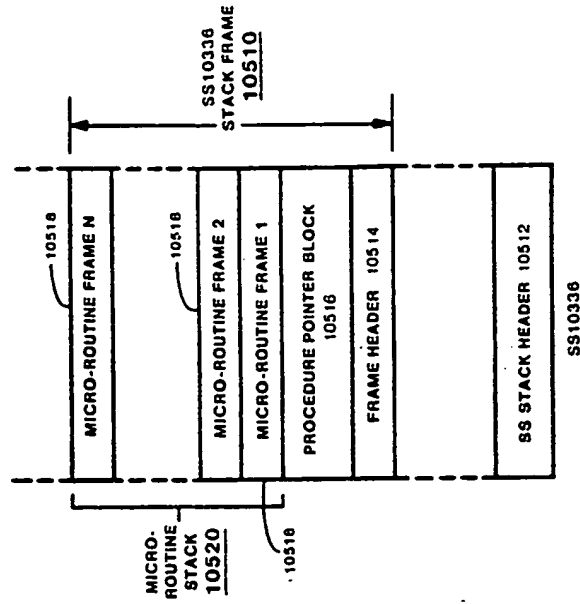 SS10336
STACK FRAME
10510
10518
MICRO-ROUTINE FRAME N
10518
MICRO-ROUTINE FRAME 2
MICRO-ROUTINE FRAME 1
PROCEDURE POINTER BLOCK
10516
FRAME HEADER 10514
SS STACK HEADER 10512
SS10336
MICRO-
ROUTINE
STACK
10520
10518